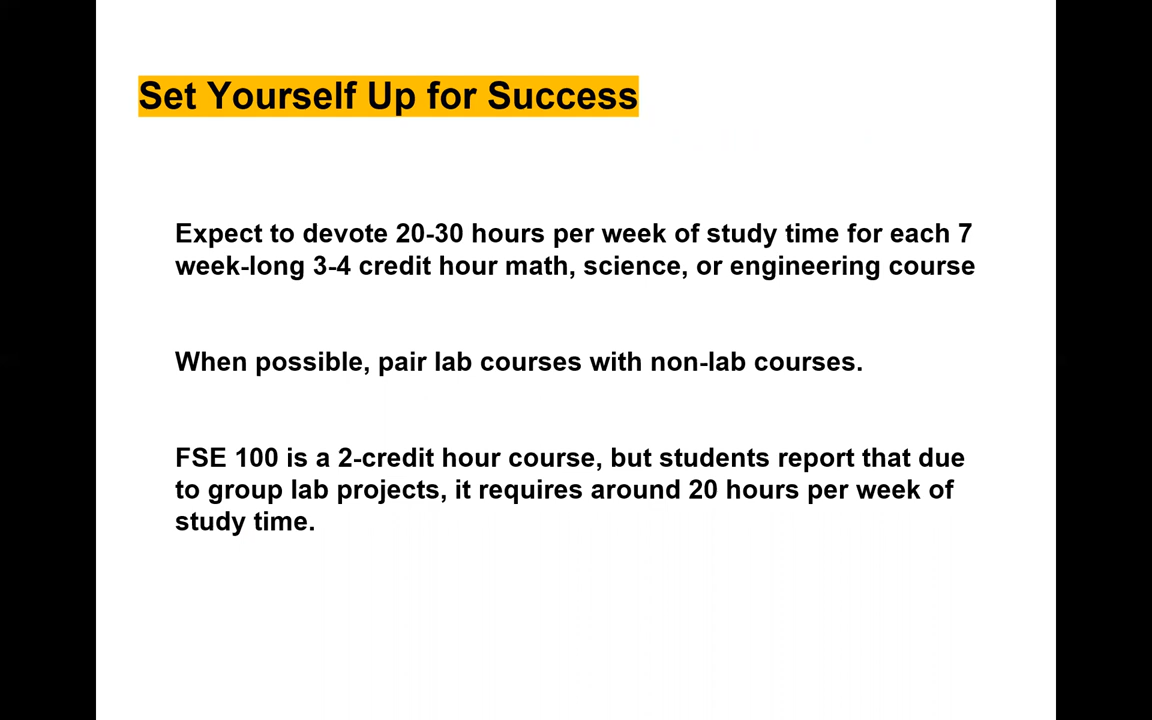 Set Yourself Up for Success
Expect to devote 20-30 hours per week of study time for each 7
week-long 3-4 credit hour math, science, or engineering course
When possible, pair lab courses with non-lab courses.
FSE 100 is a 2-credit hour course, but students report that due
to group lab projects, it requires around 20 hours per week of
study time.